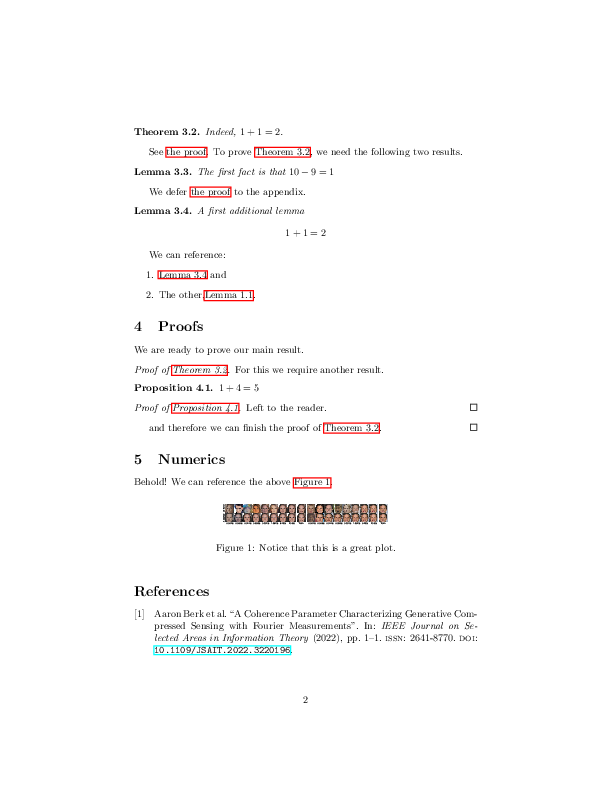 Theorem 3.2. Indeed, 1 + 1 = 2.
See the proof. To prove Theorem 3.2, we need the following two results.
Lemma 3.3. The first fact is that 10 − 9 = 1
We defer the proof to the appendix.
Lemma 3.4. A first additional lemma
1 + 1 = 2
We can reference:
1. Lemma 3.4 and
2. The other Lemma 1.1.
4 Proofs
We are ready to prove our main result.
Proof of Theorem 3.2. For this we require another result.
Proposition 4.1. 1 + 4 = 5
Proof of Proposition 4.1. Left to the reader. □
and therefore we can finish the proof of Theorem 3.2. □
5 Numerics
Behold! We can reference the above Figure 1.
Figure 1: Notice that this is a great plot.
References
[1] Aaron Berk et al. “A Coherence Parameter Characterizing Generative Com-
pressed Sensing with Fourier Measurements”. In: IEEE Journal on Se-
lected Areas in Information Theory (2022), pp. 1–1. ISSN: 2641-8770. DOI:
10.1109/JSAIT.2022.3220196.
2